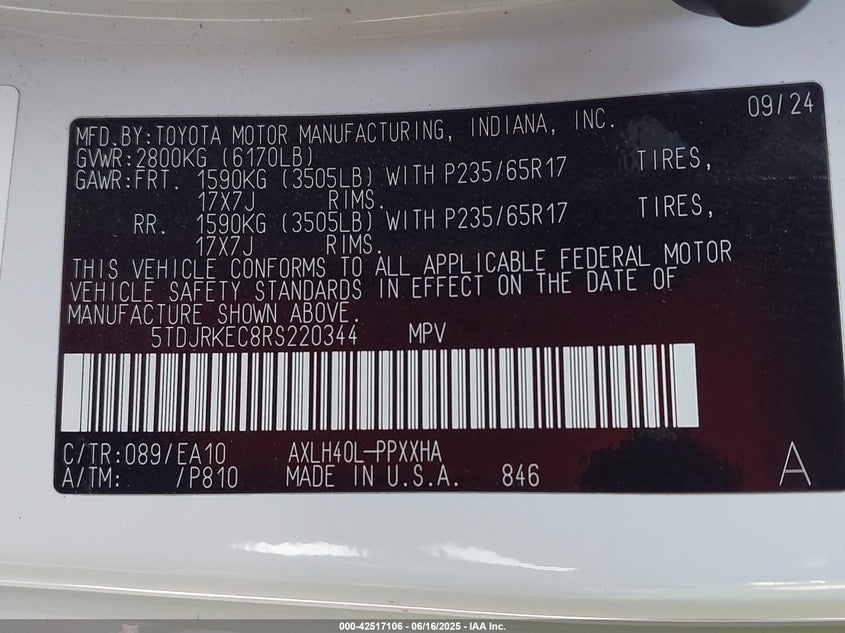 09/24
MFD.BY:TOYOTA MOTOR MANUFACTURING, INDIANA, INC.
GVWR:2800KG (6170LB)
GAWR:FRT. 1590KG (3505LB) WITH P235/65R17 TIRES,
17X7J RIMS.
RR. 1590KG (3505LB) WITH P235/65R17 TIRES,
17X7J RIMS.
THIS VEHICLE CONFORMS TO ALL APPLICABLE FEDERAL MOTOR
VEHICLE SAFETY STANDARDS IN EFFECT ON THE DATE OF
MANUFACTURE SHOWN ABOVE.
5TDJRKEC8RS220344 MPV
C/TR:089/EA10 AXLH40L-PPXXHA
A/TM: /P810 MADE IN U.S.A. 846 A
000-42517106 - 06/16/2025 - IAA Inc.